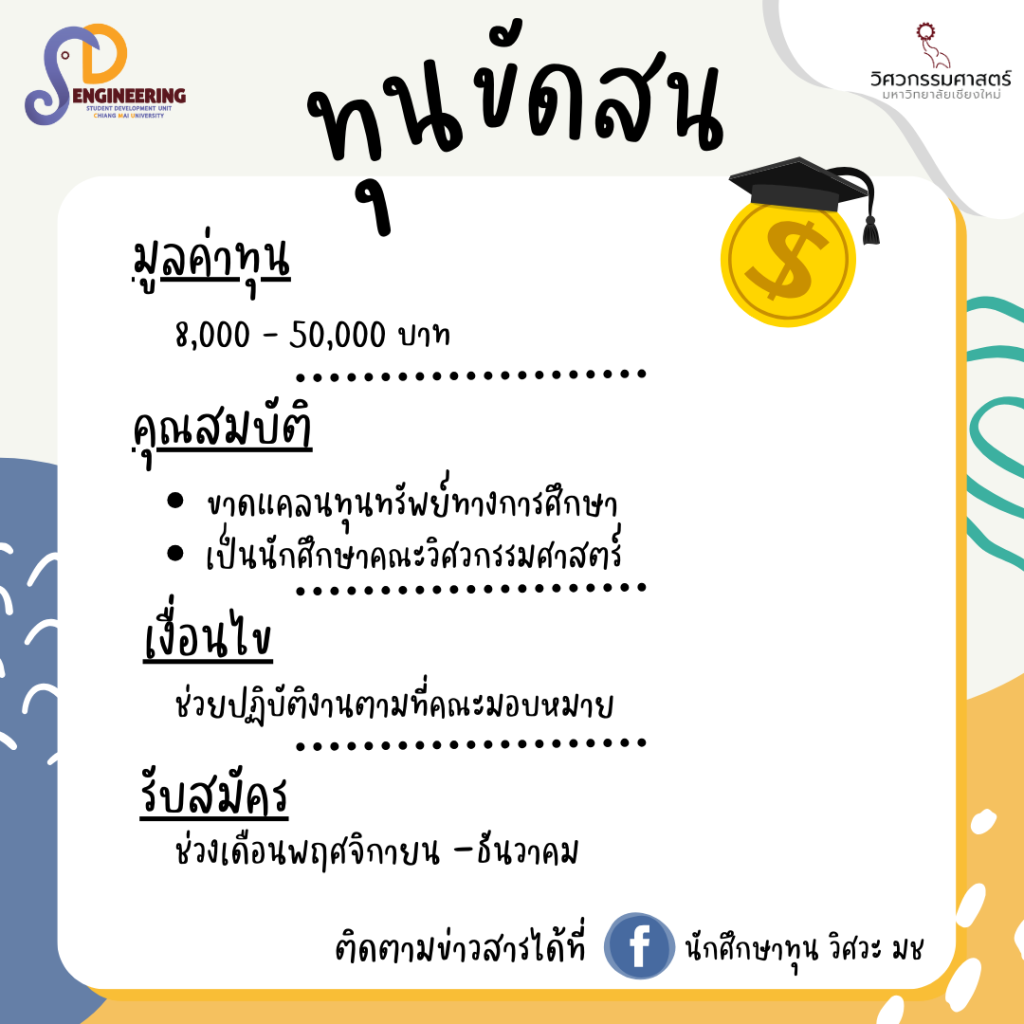 SD
ENGINEERING
STUDENT DEVELOPMENT UNIT
CHIANG MAI UNIVERSITY
วิศวกรรมศาสตร์
มหาวิทยาลัยเชียงใหม่
ทุนขัดสน
$
มูลค่าทุน
8,000 - 50,000 บาท
คุณสมบัติ
• ขาดแคลนทุนทรัพย์ทางการศึกษา
• เป็นนักศึกษาคณะวิศวกรรมศาสตร์
เงื่อนไข
ช่วยปฏิบัติงานตามที่คณะมอบหมาย
รับสมัคร
ช่วงเดือนพฤศจิกายน -ธันวาคม
ติดตามข่าวสารได้ที่ f นักศึกษาทุน วิศวะ มช